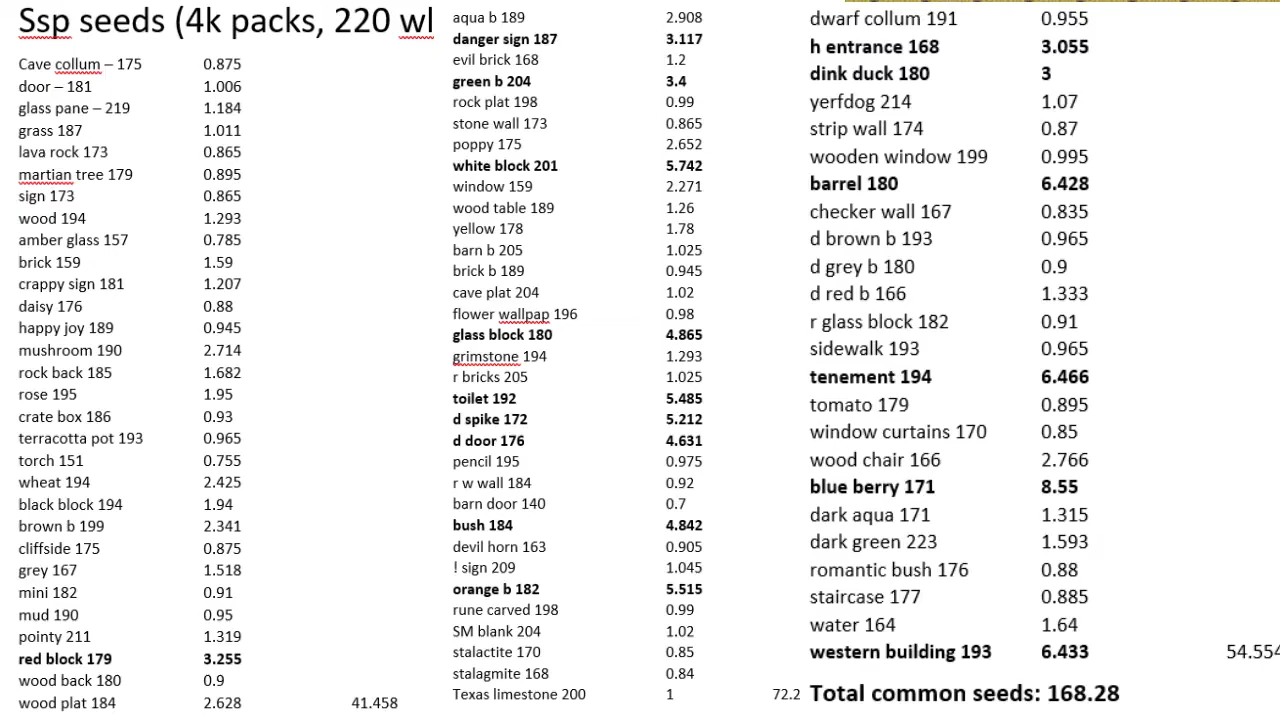 Ssp seeds (4k packs, 220 wl
Cave collum – 175 0.875
door – 181 1.006
glass pane – 219 1.184
grass 187 1.011
lava rock 173 0.865
martian tree 179 0.895
sign 173 0.865
wood 194 1.293
amber glass 157 0.785
brick 159 1.59
crappy sign 181 1.207
daisy 176 0.88
happy joy 189 0.945
mushroom 190 2.714
rock back 185 1.682
rose 195 1.95
crate box 186 0.93
terracotta pot 193 0.965
torch 151 0.755
wheat 194 2.425
black block 194 1.94
brown b 199 2.341
cliffside 175 0.875
grey 167 1.518
mini 182 0.91
mud 190 0.95
pointy 211 1.319
red block 179 3.255
wood back 180 0.9
wood plat 184 2.628 41.458
aqua b 189 2.908
danger sign 187 3.117
evil brick 168 1.2
green b 204 3.4
rock plat 198 0.99
stone wall 173 0.865
poppy 175 2.652
white block 201 5.742
window 159 2.271
wood table 189 1.26
yellow 178 1.78
barn b 205 1.025
brick b 189 0.945
cave plat 204 1.02
flower wallpap 196 0.98
glass block 180 4.865
grimstone 194 1.293
r bricks 205 1.025
toilet 192 5.485
d spike 172 5.212
d door 176 4.631
pencil 195 0.975
r w wall 184 0.92
barn door 140 0.7
bush 184 4.842
devil horn 163 0.905
! sign 209 1.045
orange b 182 5.515
rune carved 198 0.99
SM blank 204 1.02
stalactite 170 0.85
stalagmite 168 0.84
Texas limestone 200 1 72.2
dwarf collum 191 0.955
h entrance 168 3.055
dink duck 180 3
yerfdog 214 1.07
strip wall 174 0.87
wooden window 199 0.995
barrel 180 6.428
checker wall 167 0.835
d brown b 193 0.965
d grey b 180 0.9
d red b 166 1.333
r glass block 182 0.91
sidewalk 193 0.965
tenement 194 6.466
tomato 179 0.895
window curtains 170 0.85
wood chair 166 2.766
blue berry 171 8.55
dark aqua 171 1.315
dark green 223 1.593
romantic bush 176 0.88
staircase 177 0.885
water 164 1.64
western building 193 6.433 54.554
Total common seeds: 168.28